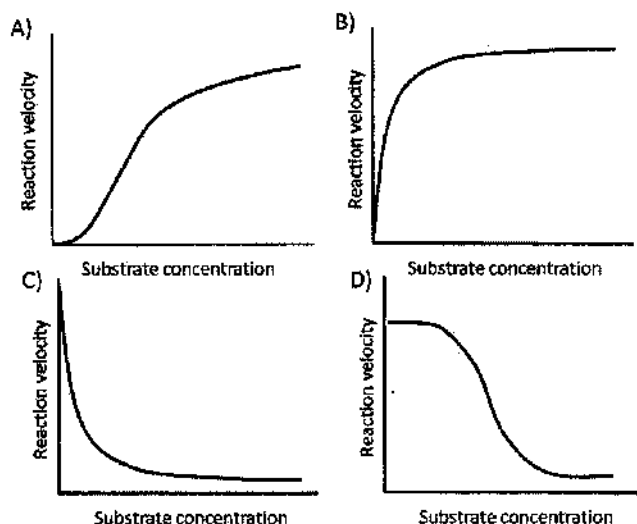 A)
Reaction velocity
Substrate concentration
B)
Reaction velocity
Substrate concentration
C)
Reaction velocity
Substrate concentration
D)
Reaction velocity
Substrate concentration